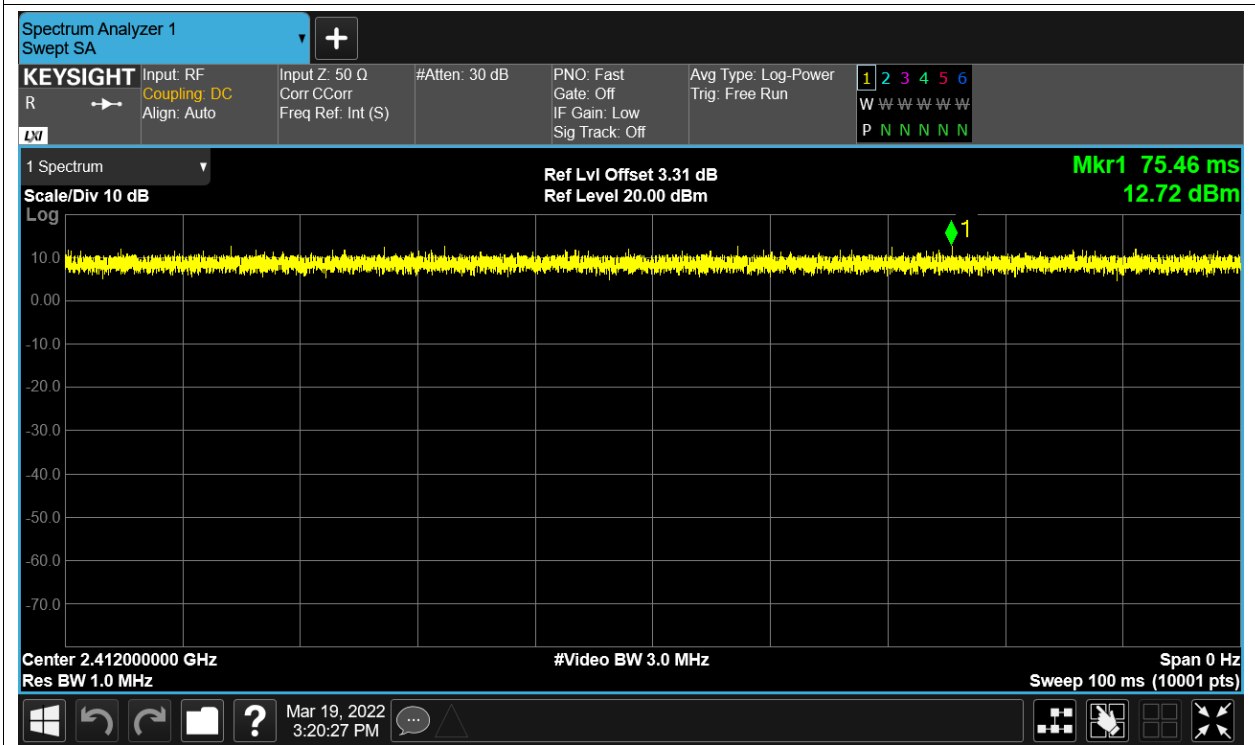 Spectrum Analyzer 1
Swept SA
▼
+
KEYSIGHT
R
LXI
Input: RF
Coupling: DC
Align: Auto
Input Z: 50 Ω
Corr CCorr
Freq Ref: Int (S)
#Atten: 30 dB
PNO: Fast
Gate: Off
IF Gain: Low
Sig Track: Off
Avg Type: Log-Power
Trig: Free Run
1 2 3 4 5 6
W W W W W W
P N N N N N
1 Spectrum ▼
Scale/Div 10 dB
Ref Lvl Offset 3.31 dB
Ref Level 20.00 dBm
Mkr1 75.46 ms
12.72 dBm
Log
1
10.0
0.00
-10.0
-20.0
-30.0
-40.0
-50.0
-60.0
-70.0
Center 2.412000000 GHz
Res BW 1.0 MHz
#Video BW 3.0 MHz
Span 0 Hz
Sweep 100 ms (10001 pts)
?
Mar 19, 2022
3:20:27 PM